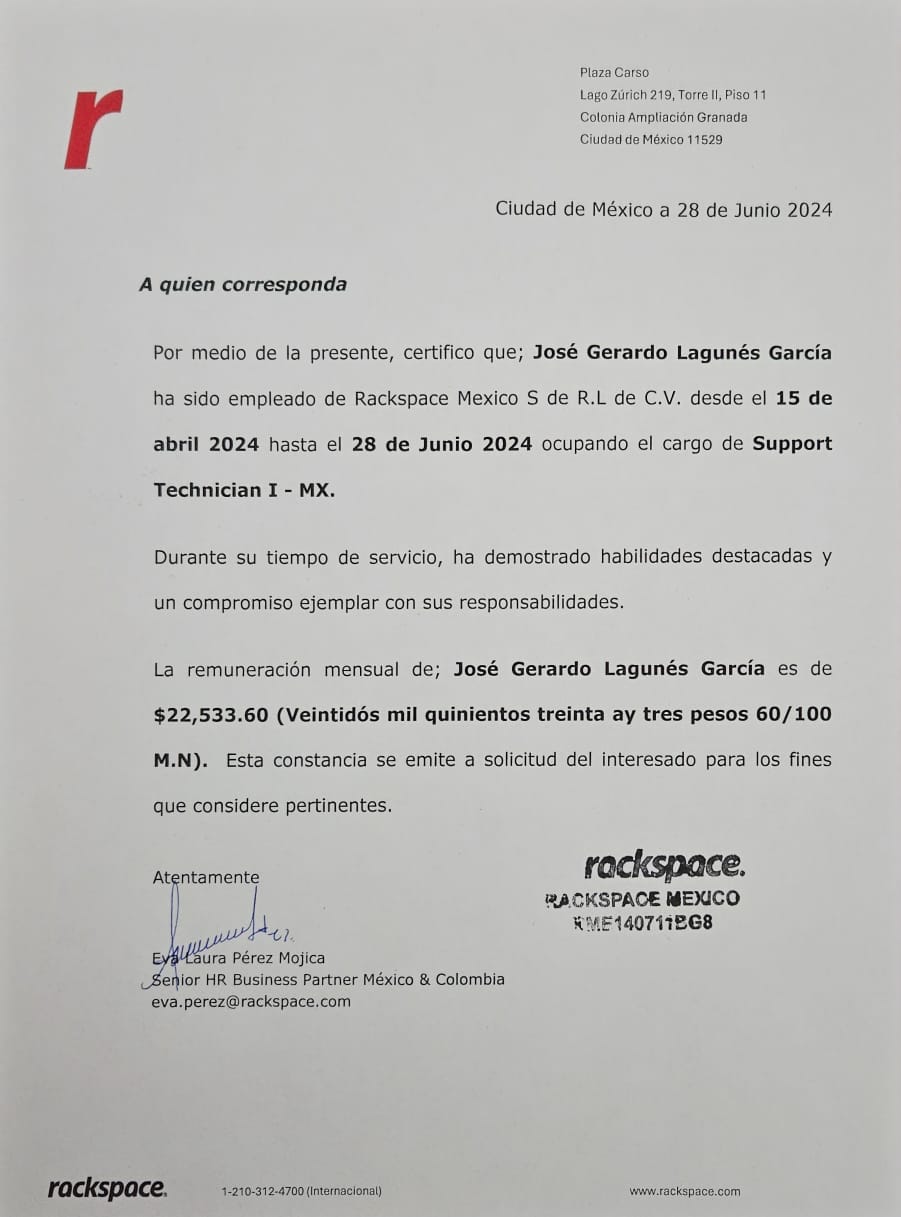 r
Plaza Carso
Lago Zúrich 219, Torre II, Piso 11
Colonia Ampliación Granada
Ciudad de México 11529
Ciudad de México a 28 de Junio 2024
A quien corresponda
Por medio de la presente, certifico que; José Gerardo Lagunés García
ha sido empleado de Rackspace Mexico S de R.L de C.V. desde el 15 de
abril 2024 hasta el 28 de Junio 2024 ocupando el cargo de Support
Technician I - MX.
Durante su tiempo de servicio, ha demostrado habilidades destacadas y
un compromiso ejemplar con sus responsabilidades.
La remuneración mensual de; José Gerardo Lagunés García es de
$22,533.60 (Veintidós mil quinientos treinta ay tres pesos 60/100
M.N). Esta constancia se emite a solicitud del interesado para los fines
que considere pertinentes.
Atentamente
Eva Laura Pérez Mojica
Senior HR Business Partner México & Colombia
eva.perez@rackspace.com
rackspace.
RACKSPACE MEXICO
RME140711BG8
rackspace.
1-210-312-4700 (Internacional)
www.rackspace.com